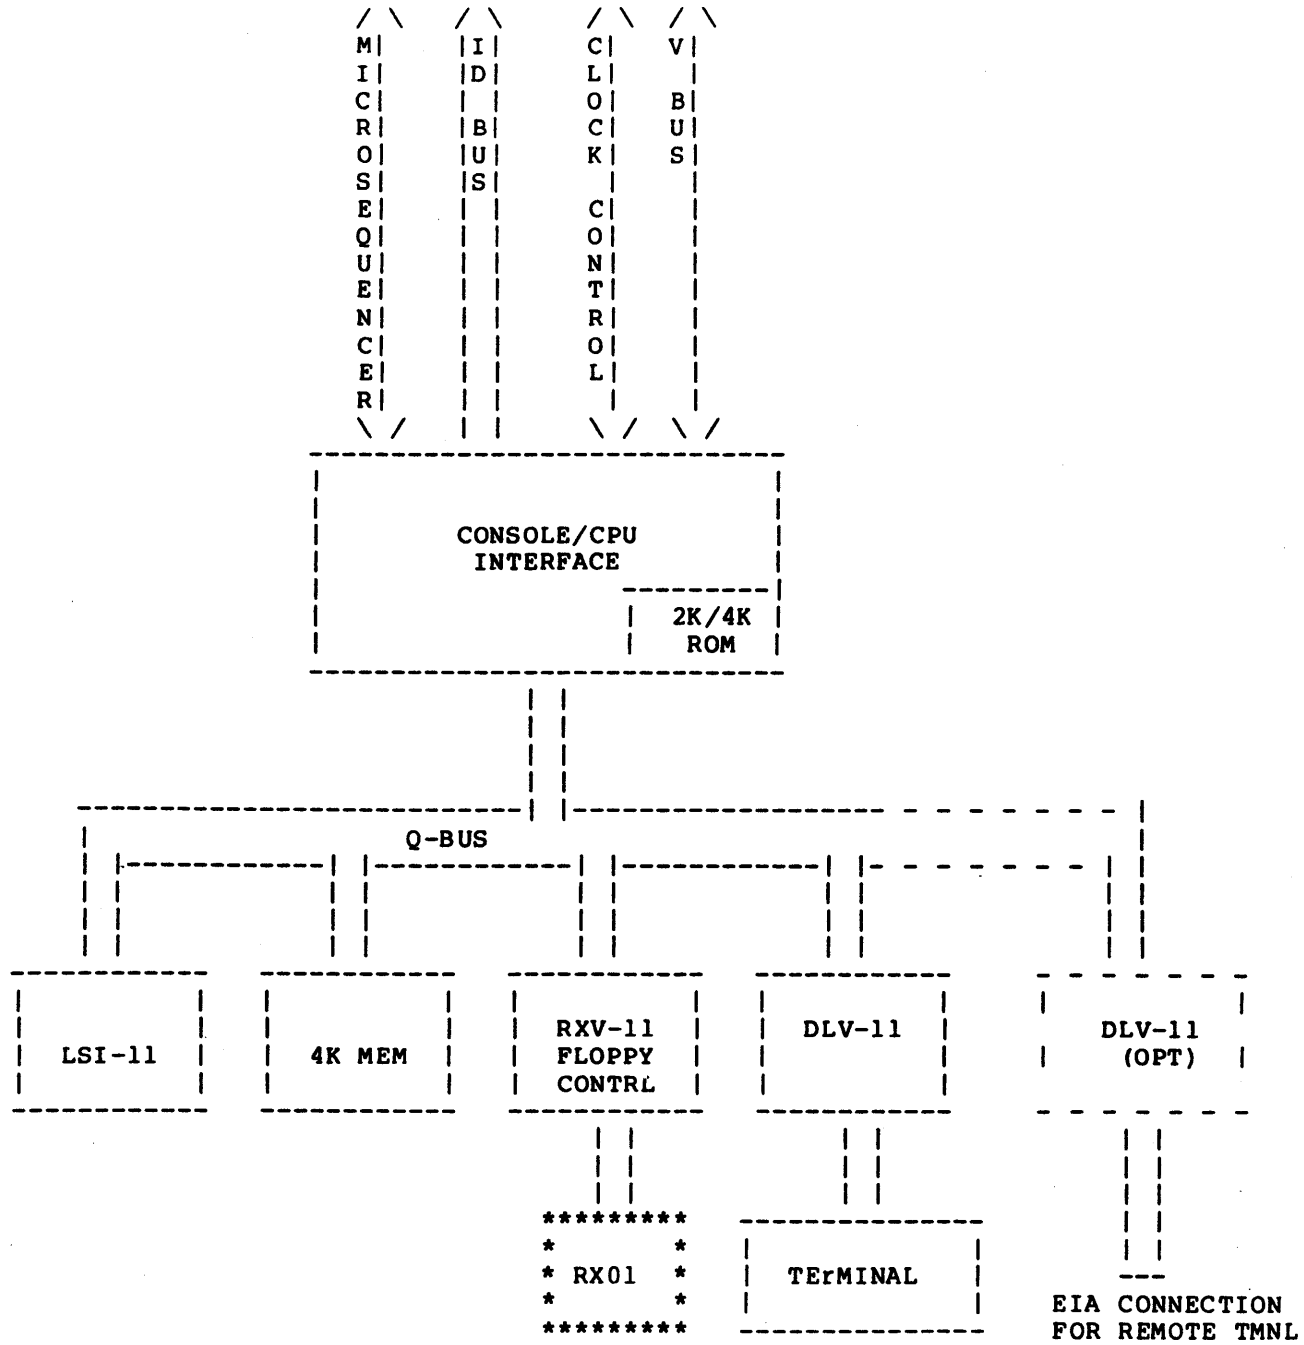 MICROSEQUENCER
ID BUS
CLOCK CONTROL
V BUS
CONSOLE/CPU
INTERFACE
2K/4K
ROM
Q-BUS
LSI-11
4K MEM
RXV-11
FLOPPY
CONTRL
DLV-11
DLV-11
(OPT)
RX01
TErMINAL
EIA CONNECTION
FOR REMOTE TMNL